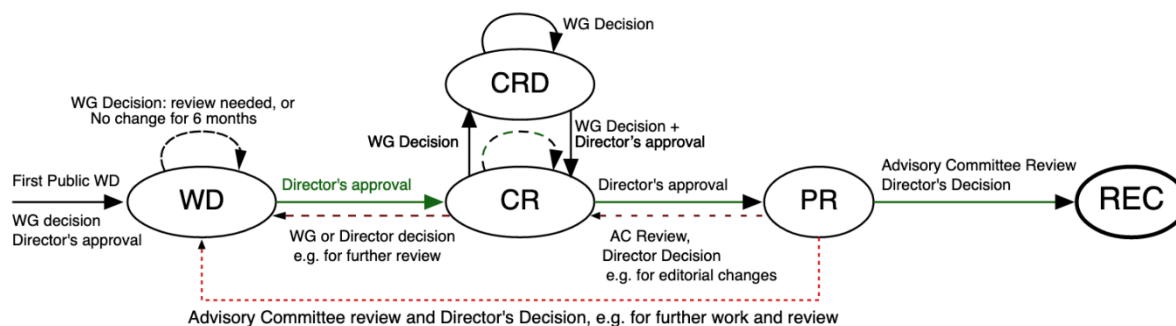 WG Decision
CRD
WG Decision: review needed, or
No change for 6 months
WG Decision
WG Decision +
Director's approval
First Public WD
WG decision
Director's approval
WD
Director's approval
CR
Director's approval
PR
Advisory Committee Review
Director's Decision
REC
WG or Director decision
e.g. for further review
AC Review,
Director Decision
e.g. for editorial changes
Advisory Committee review and Director's Decision, e.g. for further work and review